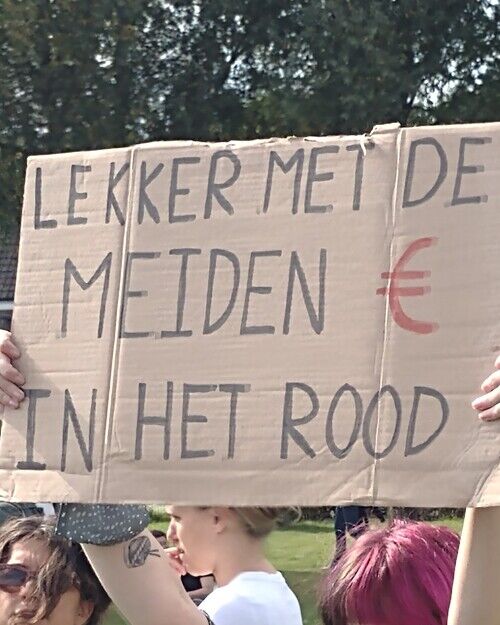 LEKKER MET DE
MEIDEN €
IN HET ROOD